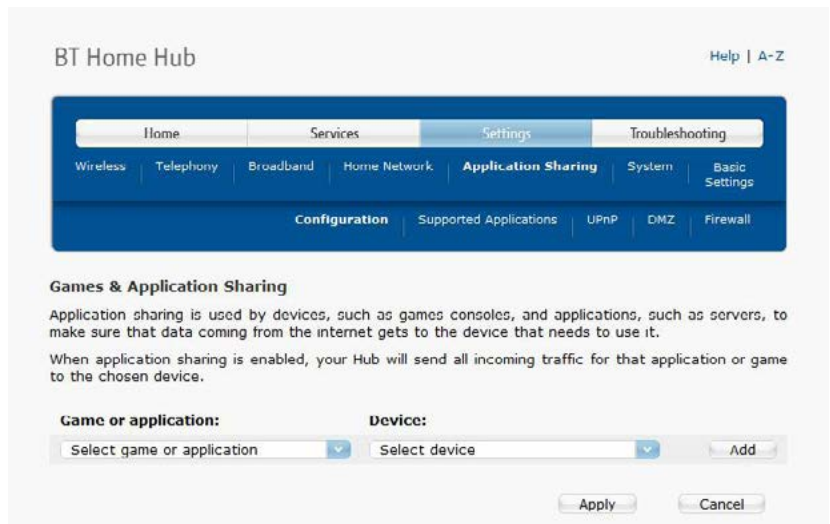 BT Home Hub
Help | A-Z
Home Services Settings Troubleshooting
Wireless Telephony Broadband Home Network Application Sharing System Basic Settings
Configuration Supported Applications UPnP DMZ Firewall
Games & Application Sharing
Application sharing is used by devices, such as games consoles, and applications, such as servers, to
make sure that data coming from the internet gets to the device that needs to use it.
When application sharing is enabled, your Hub will send all incoming traffic for that application or game
to the chosen device.
Game or application: Device:
Select game or application Select device Add
Apply Cancel